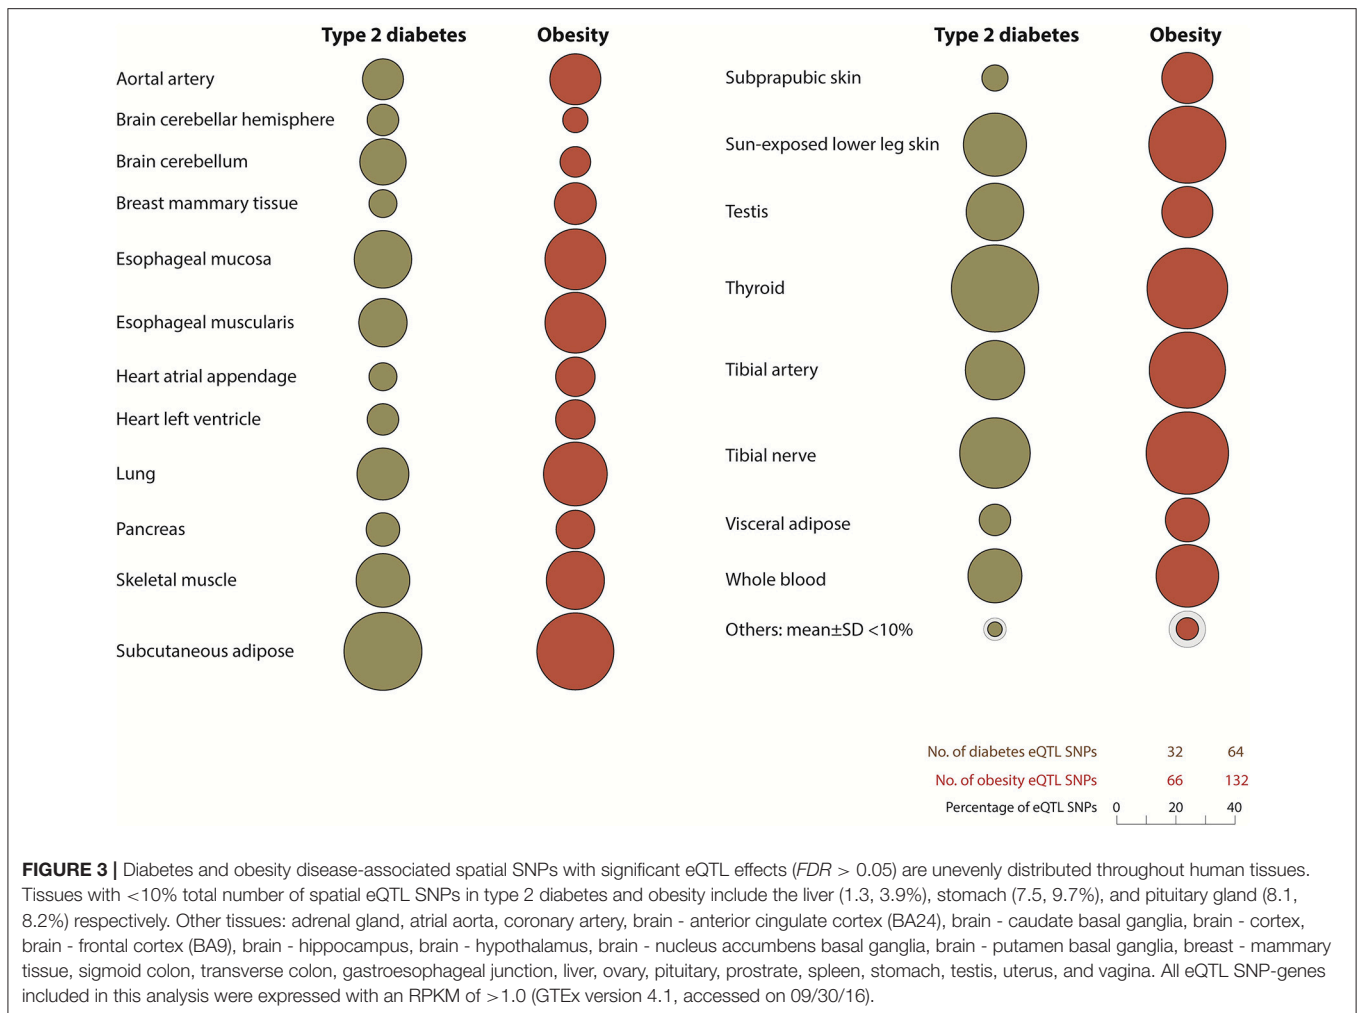 Type 2 diabetes Obesity
Aortal artery
Brain cerebellar hemisphere
Brain cerebellum
Breast mammary tissue
Esophageal mucosa
Esophageal muscularis
Heart atrial appendage
Heart left ventricle
Lung
Pancreas
Skeletal muscle
Subcutaneous adipose
Type 2 diabetes Obesity
Subprapubic skin
Sun-exposed lower leg skin
Testis
Thyroid
Tibial artery
Tibial nerve
Visceral adipose
Whole blood
Others: mean±SD <10%
No. of diabetes eQTL SNPs 32 64
No. of obesity eQTL SNPs 66 132
Percentage of eQTL SNPs 0 20 40
FIGURE 3 | Diabetes and obesity disease-associated spatial SNPs with significant eQTL effects (FDR > 0.05) are unevenly distributed throughout human tissues.
Tissues with <10% total number of spatial eQTL SNPs in type 2 diabetes and obesity include the liver (1.3, 3.9%), stomach (7.5, 9.7%), and pituitary gland (8.1,
8.2%) respectively. Other tissues: adrenal gland, atrial aorta, coronary artery, brain - anterior cingulate cortex (BA24), brain - caudate basal ganglia, brain - cortex,
brain - frontal cortex (BA9), brain - hippocampus, brain - hypothalamus, brain - nucleus accumbens basal ganglia, brain - putamen basal ganglia, breast - mammary
tissue, sigmoid colon, transverse colon, gastroesophageal junction, liver, ovary, pituitary, prostrate, spleen, stomach, testis, uterus, and vagina. All eQTL SNP-genes
included in this analysis were expressed with an RPKM of >1.0 (GTEx version 4.1, accessed on 09/30/16).